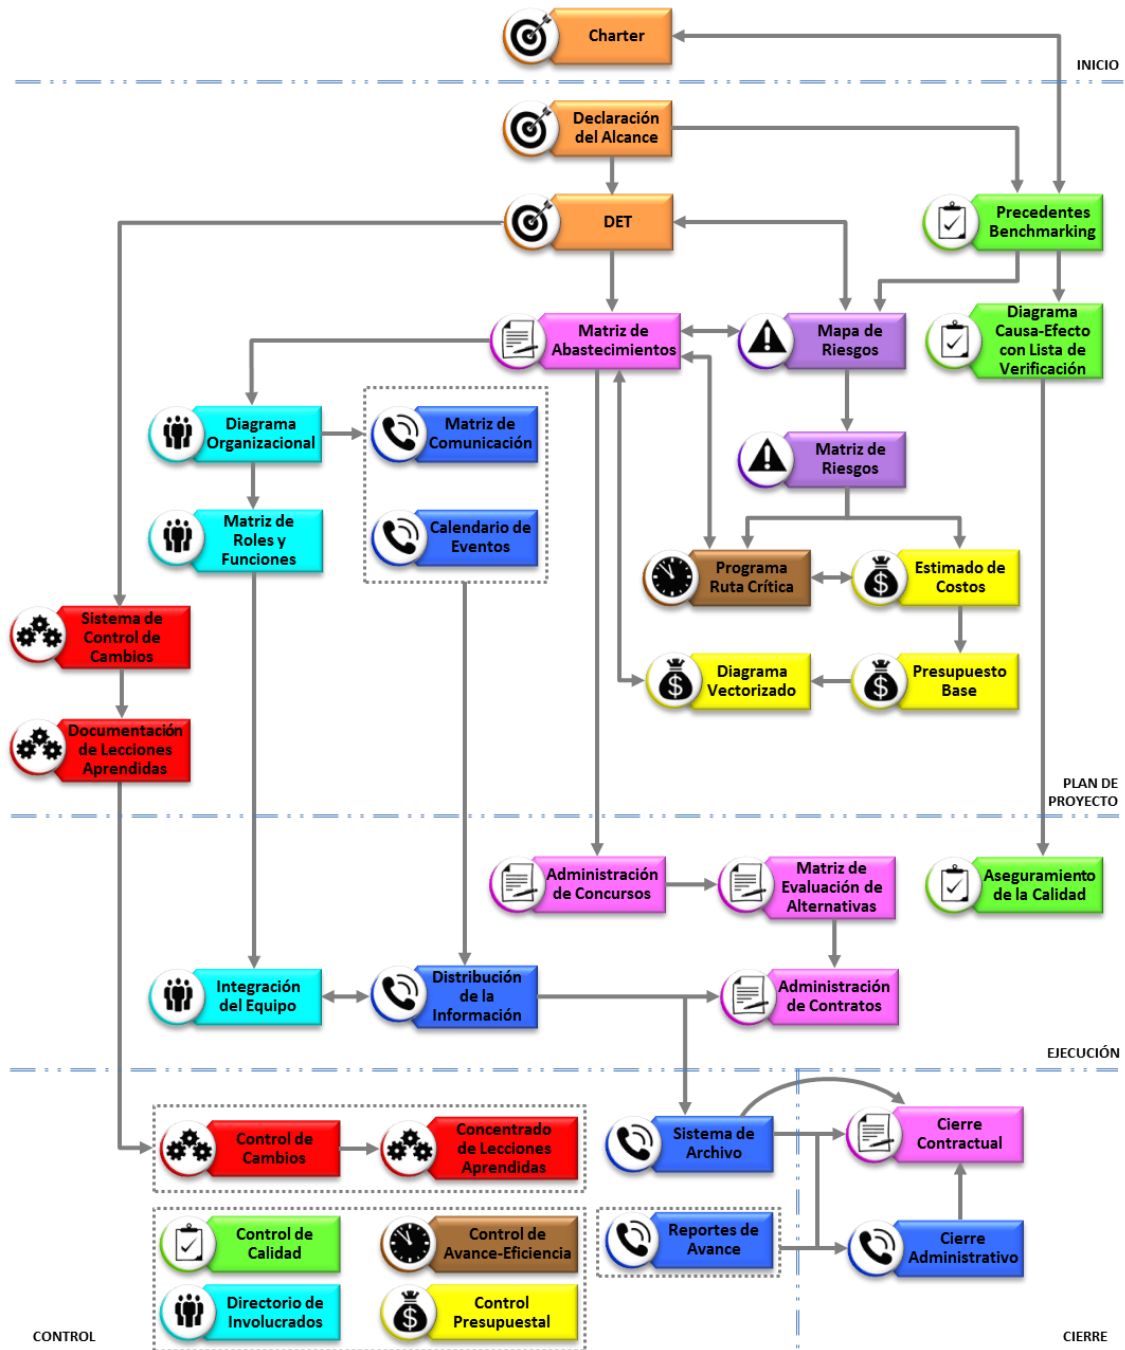 Charter
INICIO
Declaración
del Alcance
DET
Precedentes
Benchmarking
Matriz de
Abastecimientos
Mapa de
Riesgos
Diagrama
Causa-Efecto
con Lista de
Verificación
Diagrama
Organizacional
Matriz de
Comunicación
Matriz de
Riesgos
Matriz de
Roles y
Funciones
Calendario de
Eventos
Programa
Ruta Crítica
Estimado de
Costos
Sistema de
Control de
Cambios
Diagrama
Vectorizado
Presupuesto
Base
Documentación
de Lecciones
Aprendidas
PLAN DE
PROYECTO
Administración
de Concursos
Matriz de
Evaluación de
Alternativas
Aseguramiento
de la Calidad
Integración
del Equipo
Distribución
de la
Información
Administración
de Contratos
EJECUCIÓN
Control de
Cambios
Concentrado
de Lecciones
Aprendidas
Sistema de
Archivo
Cierre
Contractual
Control de
Calidad
Control de
Avance-Eficiencia
Reportes de
Avance
Cierre
Administrativo
Directorio de
Involucrados
Control
Presupuestal
CONTROL
CIERRE